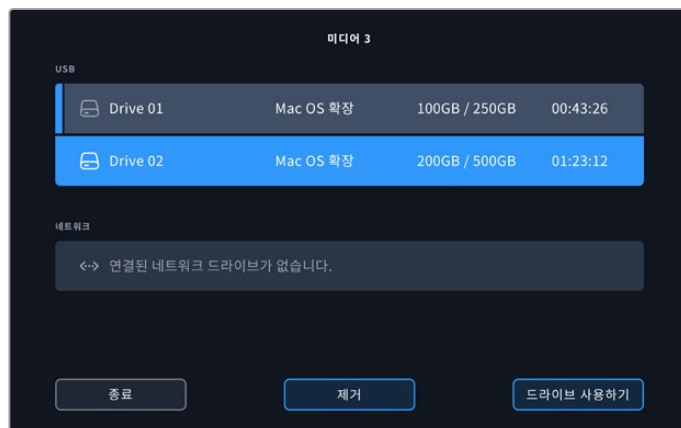 미디어 3
USB
Drive 01 Mac OS 확장 100GB / 250GB 00:43:26
Drive 02 Mac OS 확장 200GB / 500GB 01:23:12
네트워크
연결된 네트워크 드라이브가 없습니다.
종료 제거 드라이브 사용하기